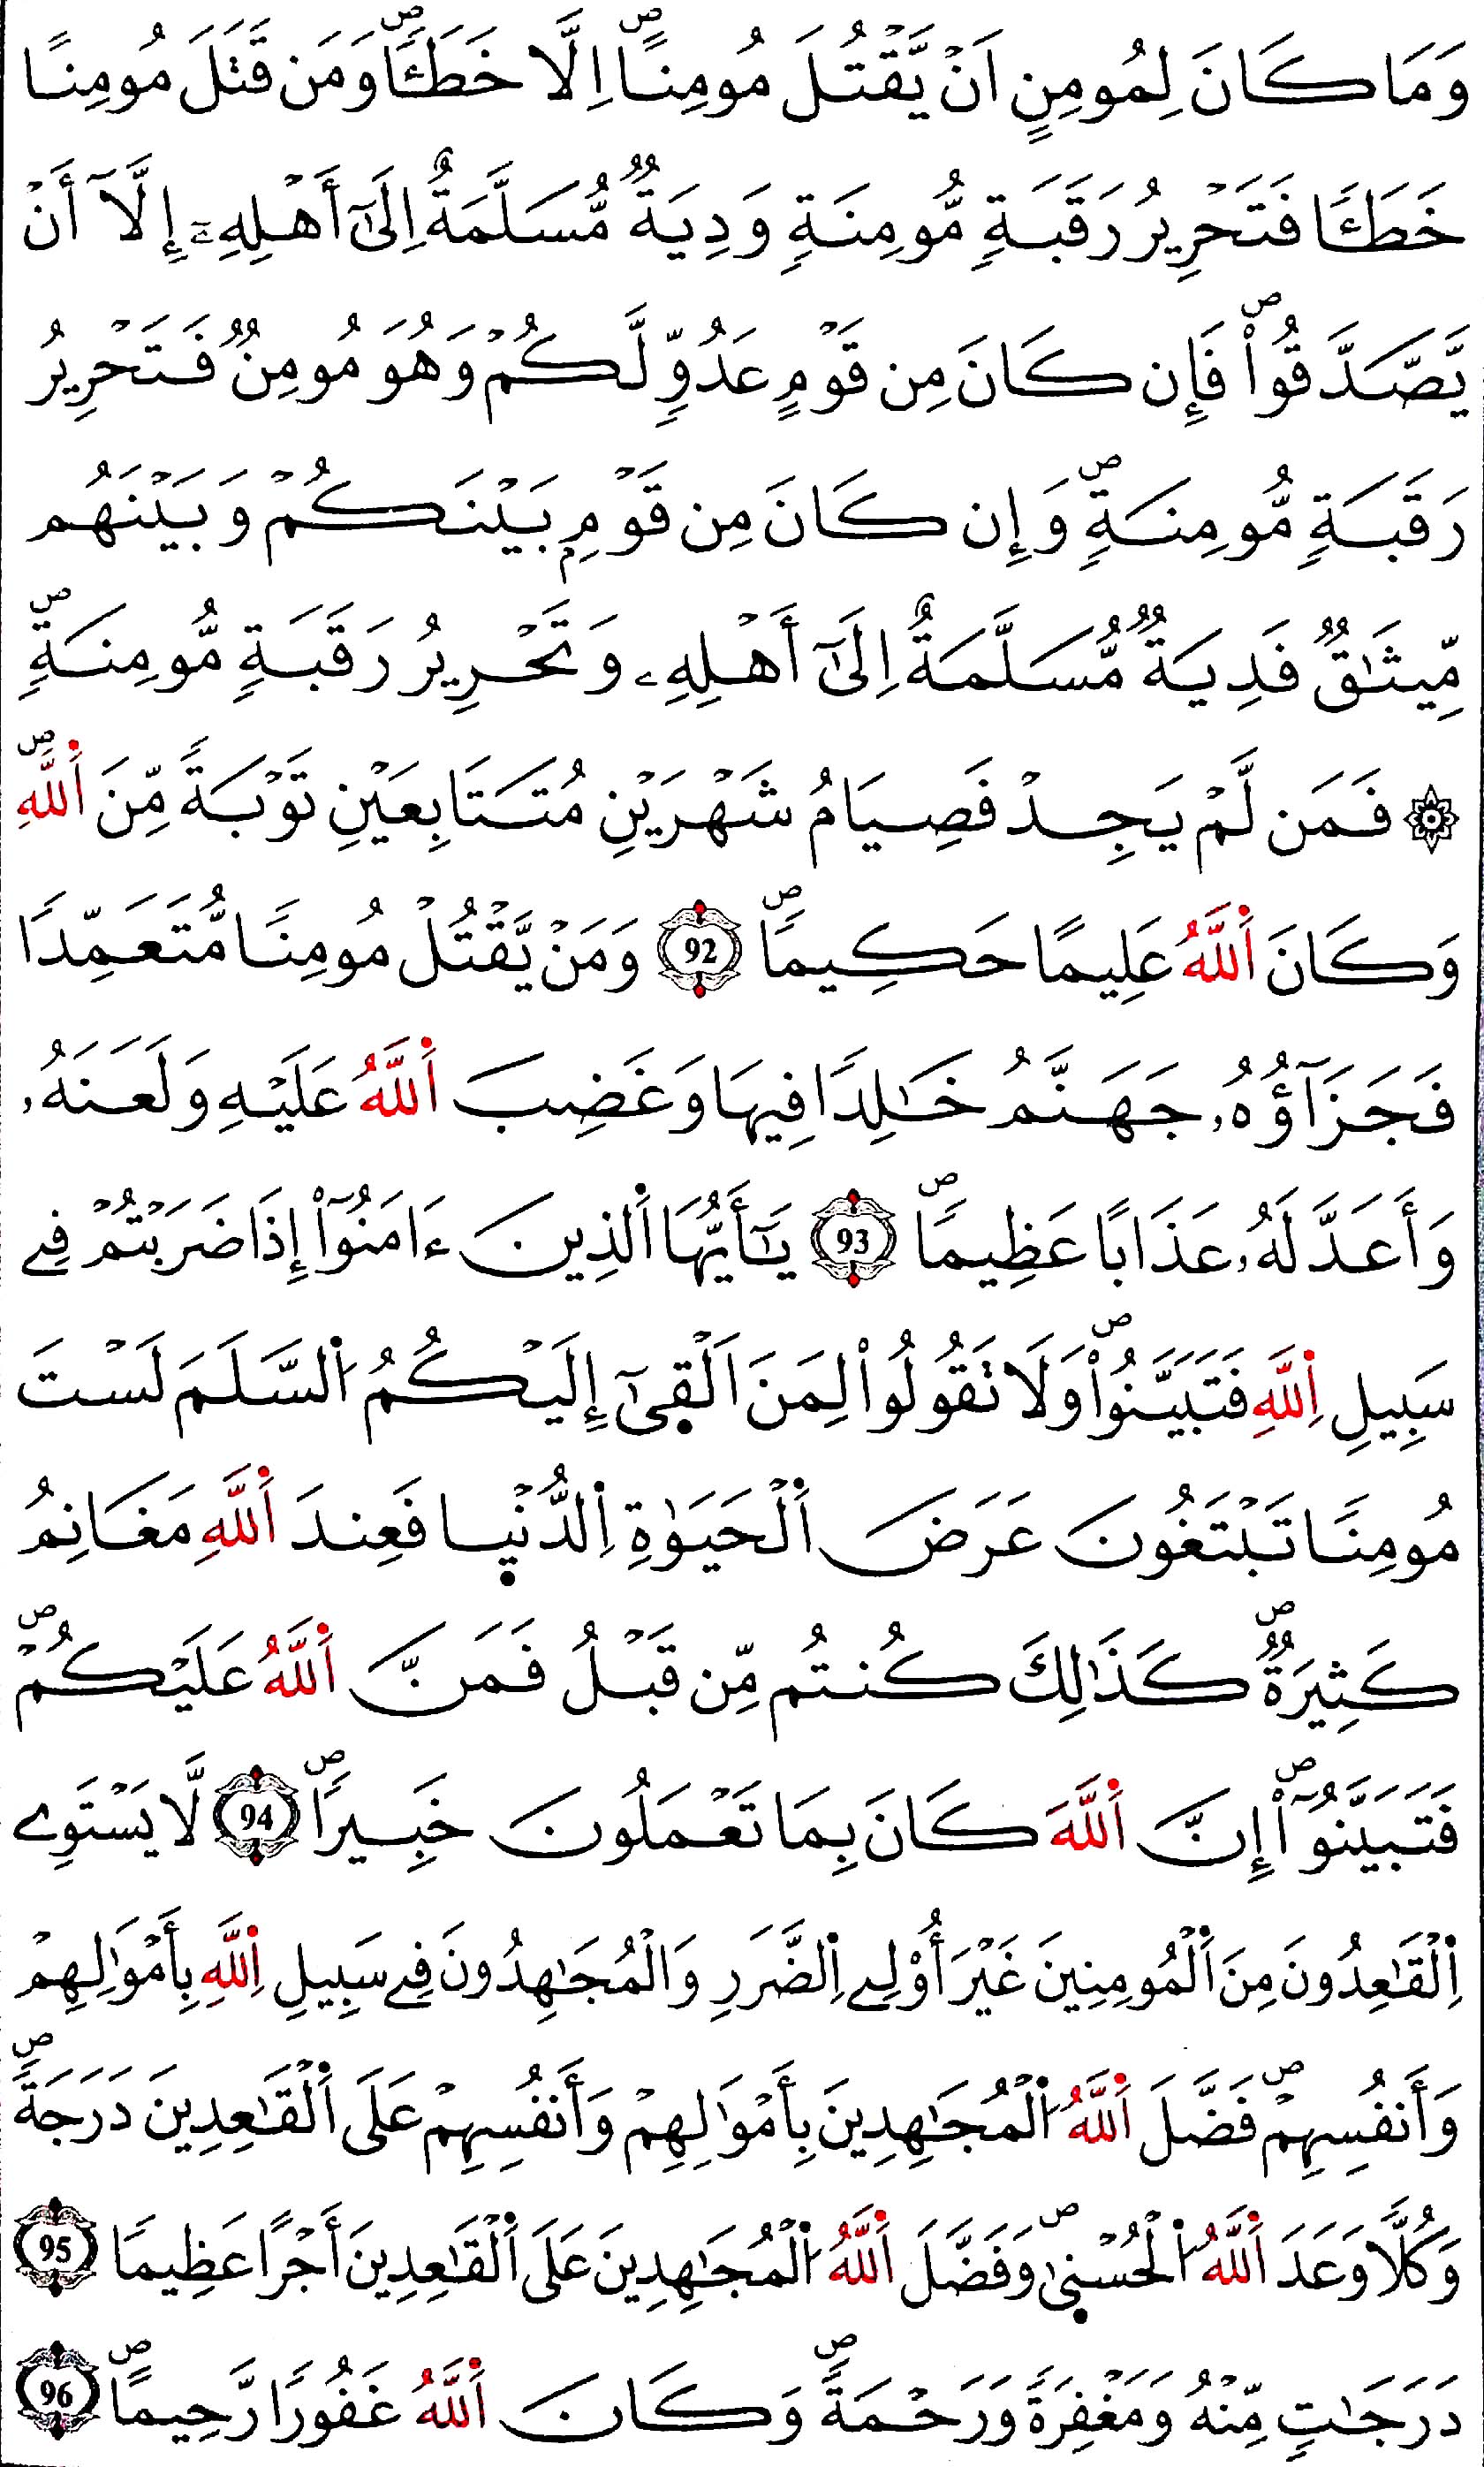 وَمَا كَانَ لِمُومِنٍ اَنْ يَّقْتُلَ مُومِنًاۖ اِلَّا خَطَـًٔاۖ وَمَن قَتَلَ مُومِنًا
خَطَـًٔا فَتَحْرِيرُ رَقَبَةٖ مُّومِنَةٖ وَدِيَةٞ مُّسَلَّمَةٌ اِلَىٰٓ أَهْلِهِۦٓ إِلَّآ أَنْ
يَّصَّدَّقُواْۖ فَإِن كَانَ مِن قَوْمٍ عَدُوّٖ لَّكُمْ وَهُوَ مُومِنٞ فَتَحْرِيرُ
رَقَبَةٖ مُّومِنَةٖۖ وَإِن كَانَ مِن قَوْمِۢ بَيْنَكُمْ وَبَيْنَهُم
مِّيثَٰقٞ فَدِيَةٞ مُّسَلَّمَةٌ اِلَىٰٓ أَهْلِهِۦ وَتَحْرِيرُ رَقَبَةٖ مُّومِنَةٖۖ
۞ فَمَن لَّمْ يَجِدْ فَصِيَامُ شَهْرَيْنِ مُتَتَابِعَيْنِ تَوْبَةٗ مِّنَ اَ۬للَّهِۖ
وَكَانَ اَ۬للَّهُ عَلِيمًا حَكِيمٗاۖ 92 وَمَنْ يَّقْتُلْ مُومِنٗا مُّتَعَمِّدٗا
فَجَزَآؤُهُۥ جَهَنَّمُ خَٰلِدٗا فِيهَا وَغَضِبَ اَ۬للَّهُ عَلَيْهِ وَلَعَنَهُۥ
وَأَعَدَّ لَهُۥ عَذَابًا عَظِيمٗاۖ 93 يَٰٓأَيُّهَا اَ۬لذِينَ ءَامَنُوٓاْ إِذَا ضَرَبْتُمْ فِے
سَبِيلِ اِ۬للَّهِ فَتَبَيَّنُواْۖ وَلَا تَقُولُواْ لِمَنَ اَلْق۪ىٰٓ إِلَيْكُمُ اُ۬لسَّلَمَ لَسْتَ
مُومِنٗا تَبْتَغُونَ عَرَضَ اَ۬لْحَيَوٰةِ اِ۬لدُّنْي۪ا فَعِندَ اَ۬للَّهِ مَغَانِمُ
كَثِيرَةٞۖ كَذَٰلِكَ كُنتُم مِّن قَبْلُ فَمَنَّ اَ۬للَّهُ عَلَيْكُمْۖ
فَتَبَيَّنُوٓاْۖ إِنَّ اَ۬للَّهَ كَانَ بِمَا تَعْمَلُونَ خَبِيرٗاۖ 94 لَّا يَسْتَوِے
اِ۬لْقَٰعِدُونَ مِنَ اَ۬لْمُومِنِينَ غَيْرَ أُوْلِے اِ۬لضَّرَرِ وَالْمُجَٰهِدُونَ فِے سَبِيلِ اِ۬للَّهِ بِأَمْوَٰلِهِمْ
وَأَنفُسِهِمْۖ فَضَّلَ اَ۬للَّهُ اُ۬لْمُجَٰهِدِينَ بِأَمْوَٰلِهِمْ وَأَنفُسِهِمْ عَلَى اَ۬لْقَٰعِدِينَ دَرَجَةٗۖ
وَكُلّٗا وَعَدَ اَ۬للَّهُ اُ۬لْحُسْن۪ىٰۖ وَفَضَّلَ اَ۬للَّهُ اُ۬لْمُجَٰهِدِينَ عَلَى اَ۬لْقَٰعِدِينَ أَجْرًا عَظِيمٗا 95
دَرَجَٰتٖ مِّنْهُ وَمَغْفِرَةٗ وَرَحْمَةٗۖ وَكَانَ اَ۬للَّهُ غَفُورٗا رَّحِيمًاۖ 96